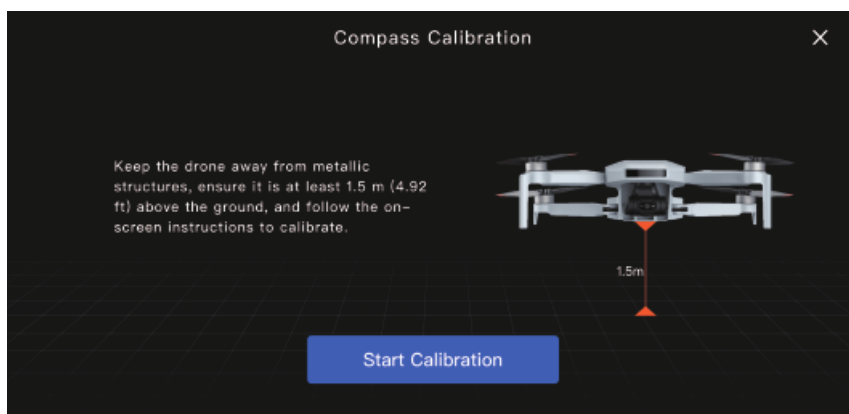 Compass Calibration
Keep the drone away from metallic
structures, ensure it is at least 1.5 m (4.92
ft) above the ground, and follow the on-
screen instructions to calibrate.
1.5m
Start Calibration